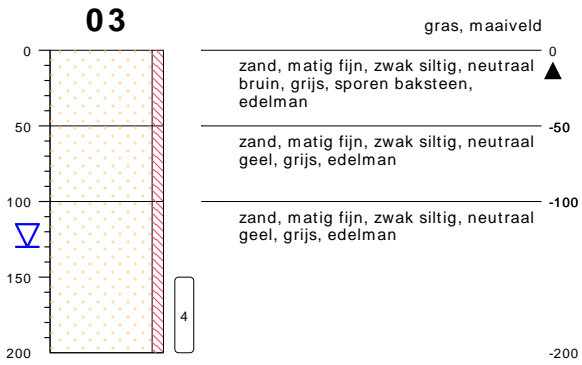 03
gras, maaiveld
0
0
zand, matig fijn, zwak siltig, neutraal
bruin, grijs, sporen baksteen,
edelman
50
-50
zand, matig fijn, zwak siltig, neutraal
geel, grijs, edelman
100
-100
zand, matig fijn, zwak siltig, neutraal
geel, grijs, edelman
150
4
200
-200